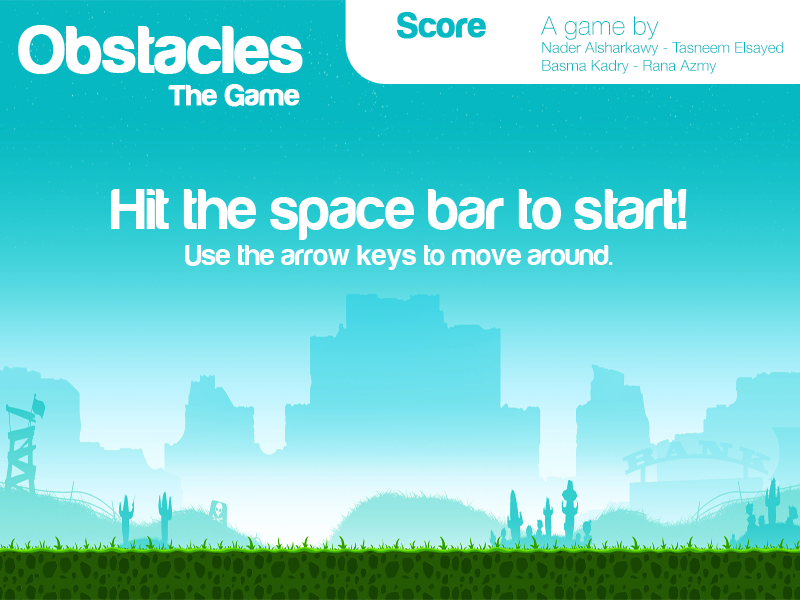 Obstacles
The Game
Score
A game by
Nader Alsharkawy - Tasneem Elsayed
Basma Kadry - Rana Azmy
Hit the space bar to start!
Use the arrow keys to move around.
RANK